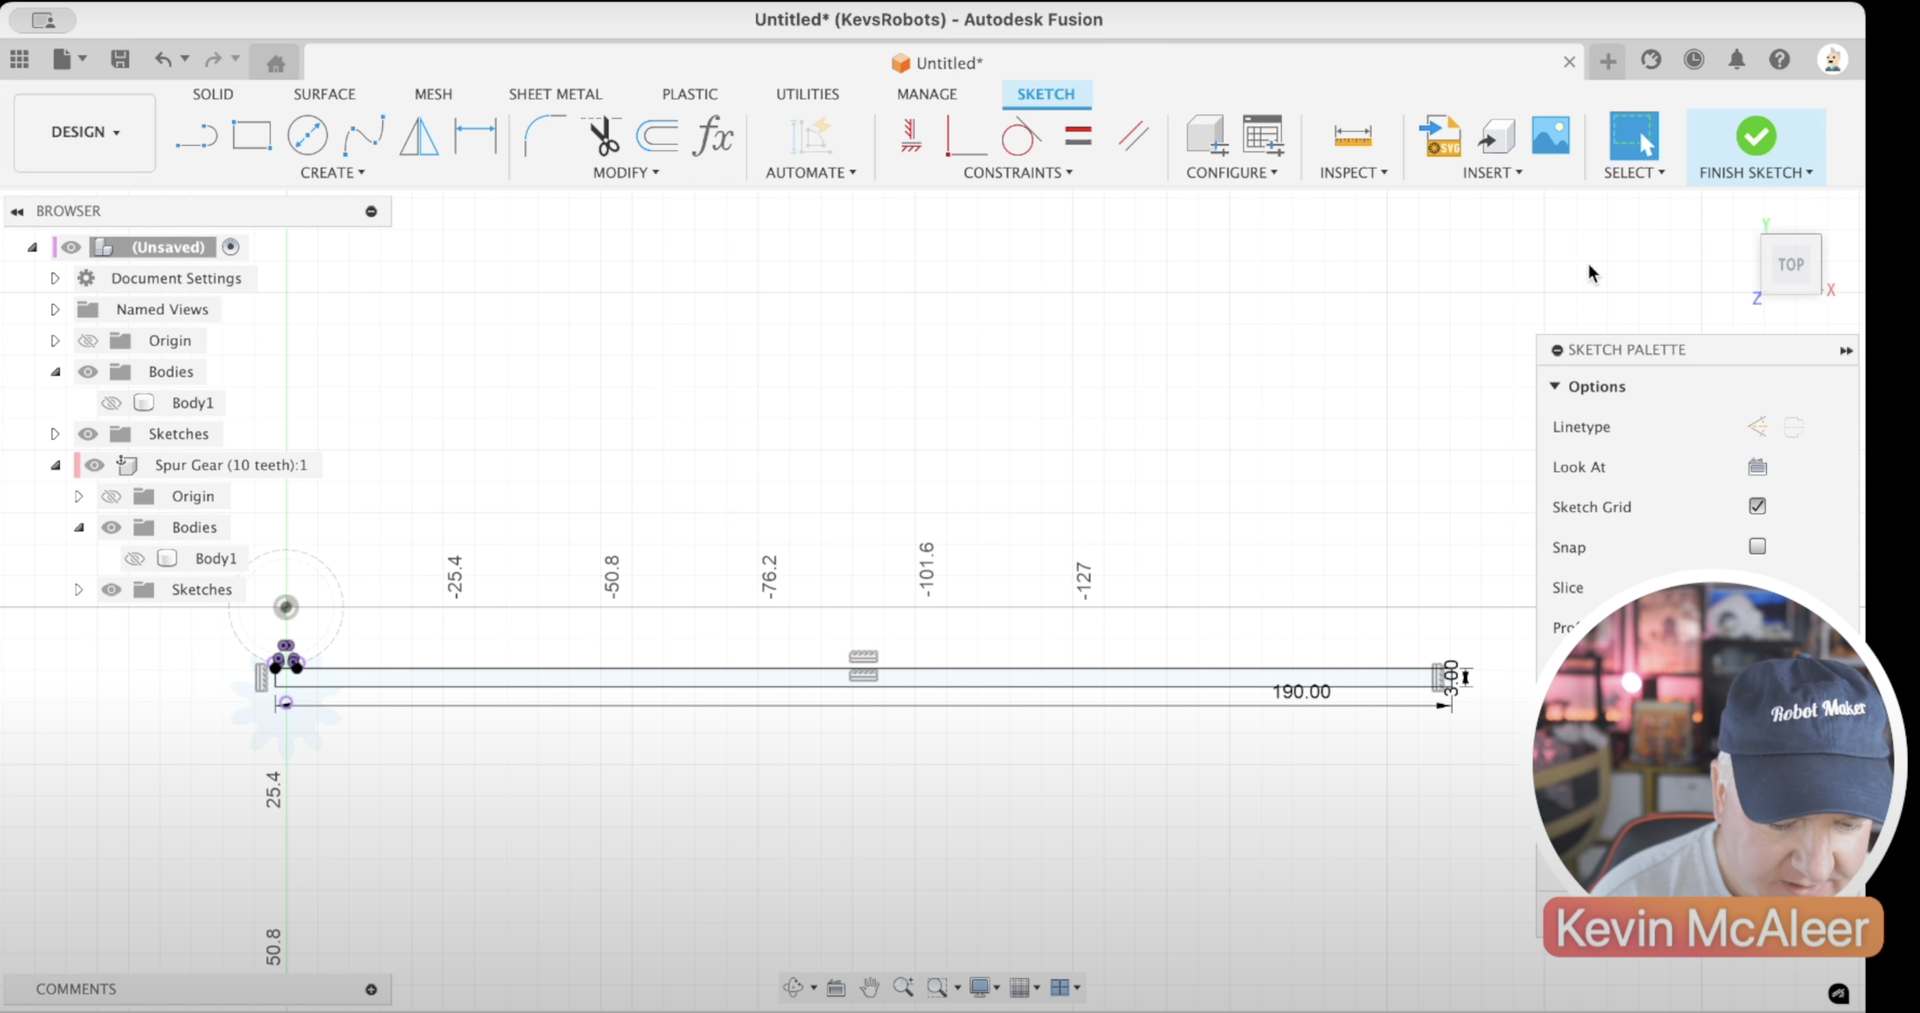 Untitled* (KevsRobots) - Autodesk Fusion
Untitled*
SOLID SURFACE MESH SHEET METAL PLASTIC UTILITIES MANAGE SKETCH
DESIGN
fx
SVG
CREATE MODIFY AUTOMATE CONSTRAINTS CONFIGURE INSPECT INSERT SELECT FINISH SKETCH
BROWSER
(Unsaved)
Document Settings
Named Views
Origin
Bodies
Body1
Sketches
Spur Gear (10 teeth):1
Origin
Bodies
Body1
Sketches
Y
TOP
Z
X
-25.4
-50.8
-76.2
-101.6
-127
190.00
3.00
25.4
50.8
SKETCH PALETTE
Options
Linetype
Look At
Sketch Grid
Snap
Slice
Robot Maker
Kevin McAleer
COMMENTS